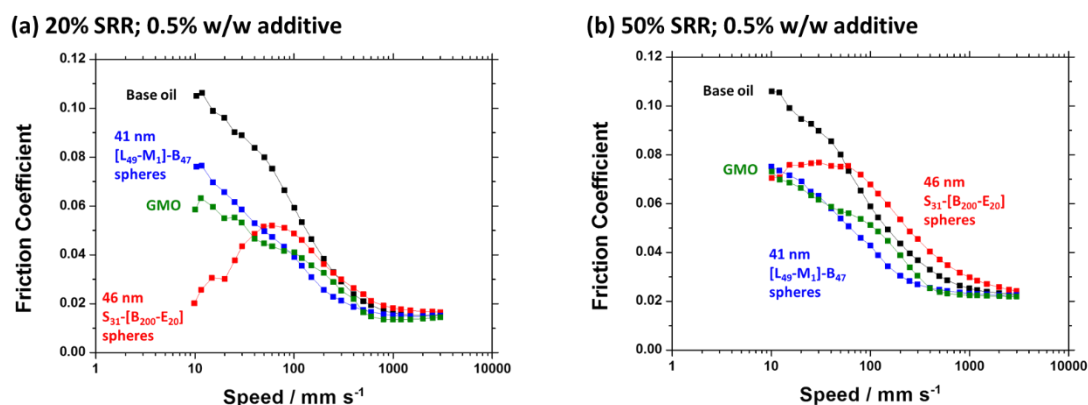 (a) 20% SRR; 0.5% w/w additive
0.12
0.10
0.08
0.06
0.04
0.02
0.00
Friction Coefficient
Base oil
41 nm
[L₄₉-M₁]-B₄₇
spheres
GMO
46 nm
S₃₁-[B₂₀₀-E₂₀]
spheres
1
10
100
1000
10000
Speed / mm s⁻¹
(b) 50% SRR; 0.5% w/w additive
0.12
0.10
0.08
0.06
0.04
0.02
0.00
Friction Coefficient
Base oil
GMO
46 nm
S₃₁-[B₂₀₀-E₂₀]
spheres
41 nm
[L₄₉-M₁]-B₄₇
spheres
1
10
100
1000
10000
Speed / mm s⁻¹